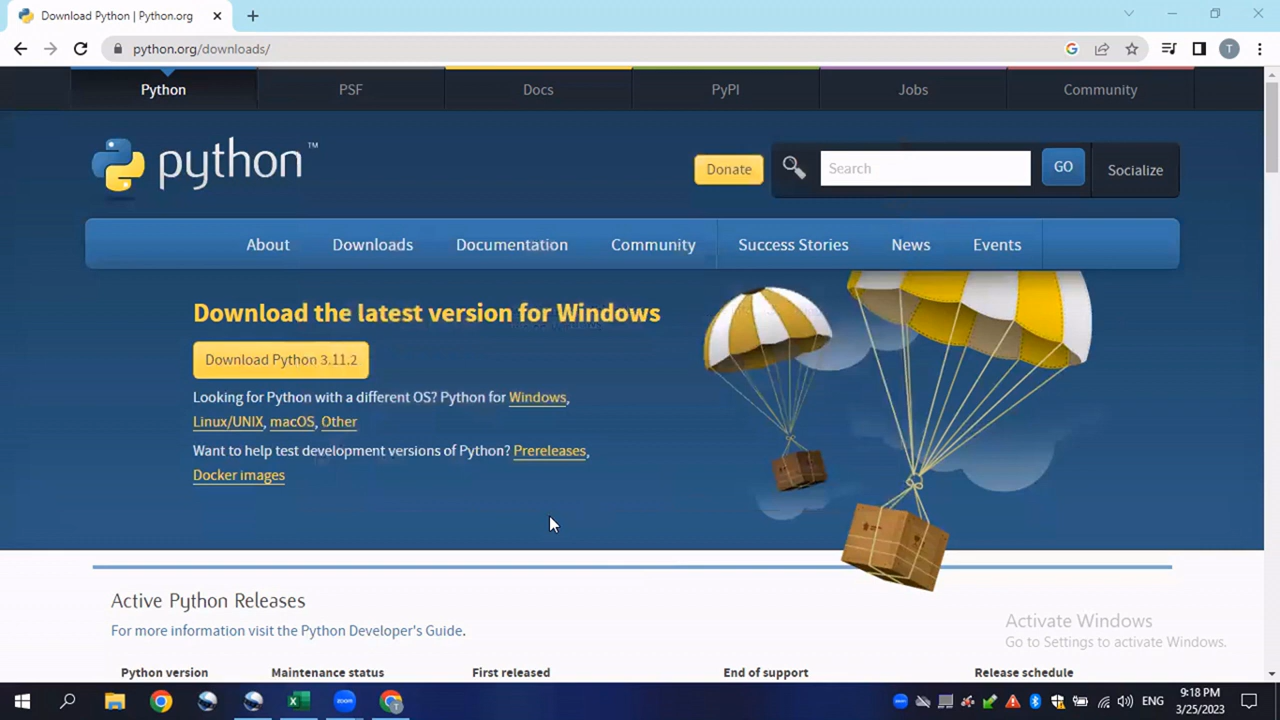 Download Python | Python.org
python.org/downloads/
T
Python PSF Docs PyPI Jobs Community
python™
Donate Search GO Socialize
About Downloads Documentation Community Success Stories News Events
Download the latest version for Windows
Download Python 3.11.2
Looking for Python with a different OS? Python for Windows,
Linux/UNIX, macOS, Other
Want to help test development versions of Python? Prereleases,
Docker images
Active Python Releases
For more information visit the Python Developer's Guide.
Activate Windows
Go to Settings to activate Windows.
Python version Maintenance status First released End of support Release schedule
zoom
ENG
9:18 PM
3/25/2023